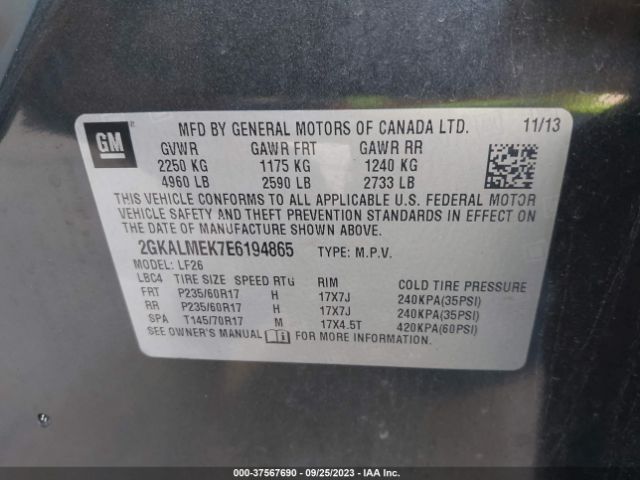 GM
MFD BY GENERAL MOTORS OF CANADA LTD. 11/13
GVWR GAWR FRT GAWR RR
2250 KG 1175 KG 1240 KG
4960 LB 2590 LB 2733 LB
THIS VEHICLE CONFORMS TO ALL APPLICABLE U.S. FEDERAL MOTOR
VEHICLE SAFETY AND THEFT PREVENTION STANDARDS IN EFFECT ON
THE DATE OF MANUFACTURE SHOWN ABOVE.
2GKALMEK7E6194865 TYPE: M.P.V.
MODEL: LF26
LBC4 TIRE SIZE SPEED RTG RIM COLD TIRE PRESSURE
FRT P235/60R17 H 17X7J 240KPA(35PSI)
RR P235/60R17 H 17X7J 240KPA(35PSI)
SPA T145/70R17 M 17X4.5T 420KPA(60PSI)
SEE OWNER'S MANUAL FOR MORE INFORMATION.
000-37567690 - 09/25/2023 - IAA Inc.